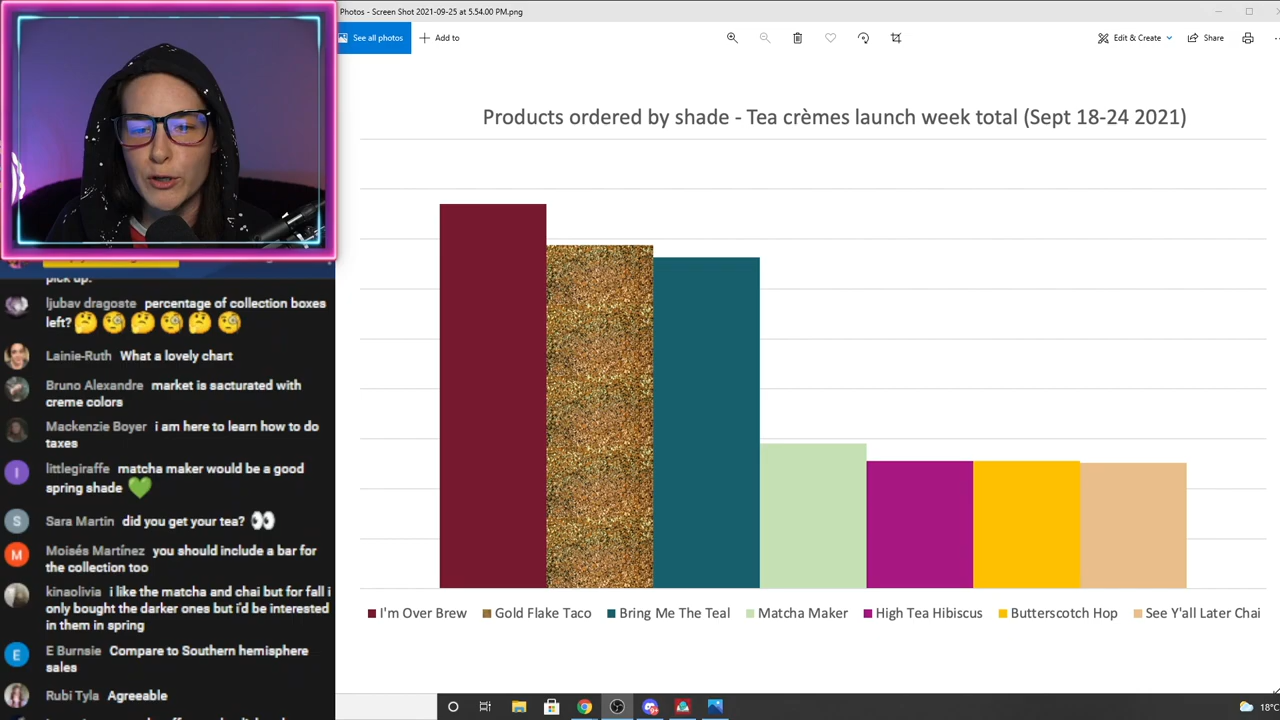 Photos - Screen Shot 2021-09-25 at 5.54.00 PM.png
See all photos
Add to
Edit & Create
Share
Products ordered by shade - Tea crèmes launch week total (Sept 18-24 2021)
I'm Over Brew
Gold Flake Taco
Bring Me The Teal
Matcha Maker
High Tea Hibiscus
Butterscotch Hop
See Y'all Later Chai
pick up.
ljubav dragoste percentage of collection boxes
left?🤔 🧐 🤔 🧐 🤔 🧐
Lainie-Ruth What a lovely chart
Bruno Alexandre market is sacturated with
creme colors
Mackenzie Boyer i am here to learn how to do
taxes
littlegiraffe matcha maker would be a good
spring shade 💚
Sara Martin did you get your tea? 👀
Moisés Martínez you should include a bar for
the collection too
kinaolivia i like the matcha and chai but for fall i
only bought the darker ones but i'd be interested
in them in spring
E Burnsie Compare to Southern hemisphere
sales
Rubi Tyla Agreeable
18°C